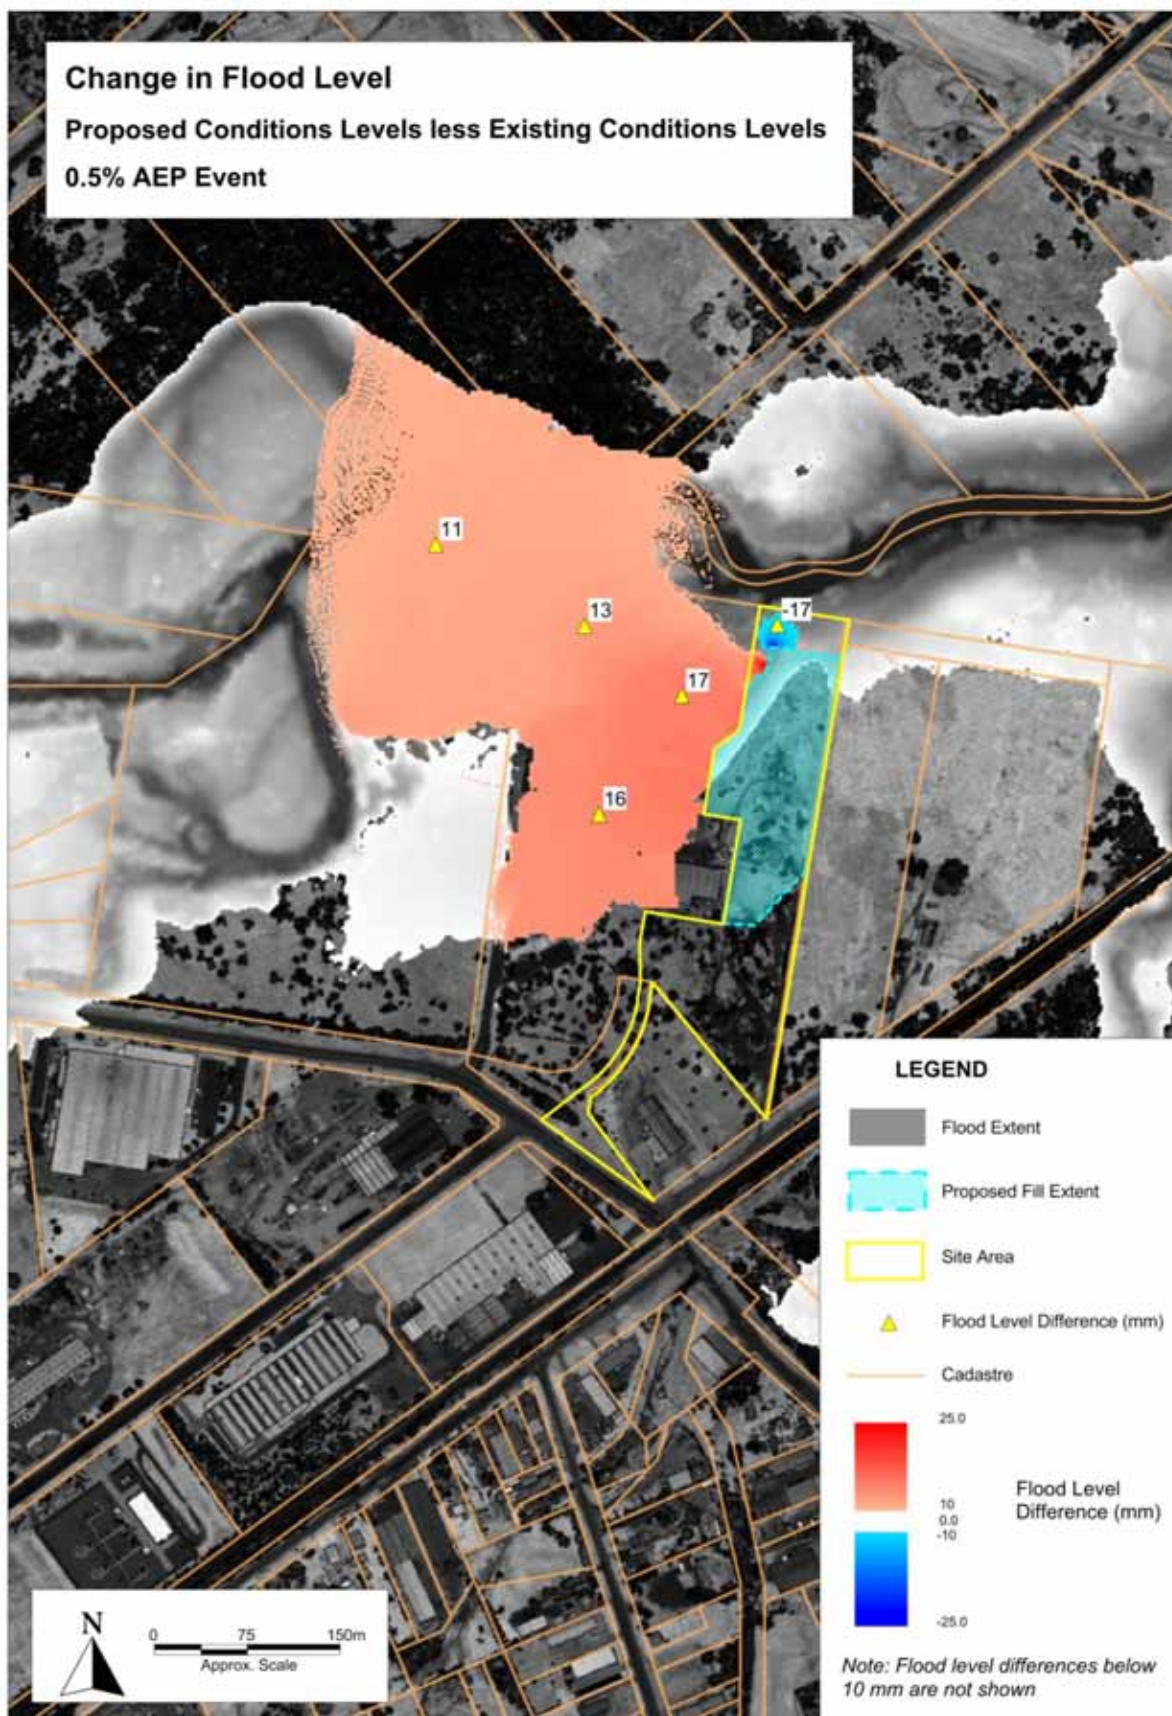 Change in Flood Level
Proposed Conditions Levels less Existing Conditions Levels
0.5% AEP Event
11
13
-17
17
16
LEGEND
Flood Extent
Proposed Fill Extent
Site Area
Flood Level Difference (mm)
Cadastre
25.0
10
0.0
-10
-25.0
Flood Level
Difference (mm)
Note: Flood level differences below
10 mm are not shown
N
0 75 150m
Approx. Scale